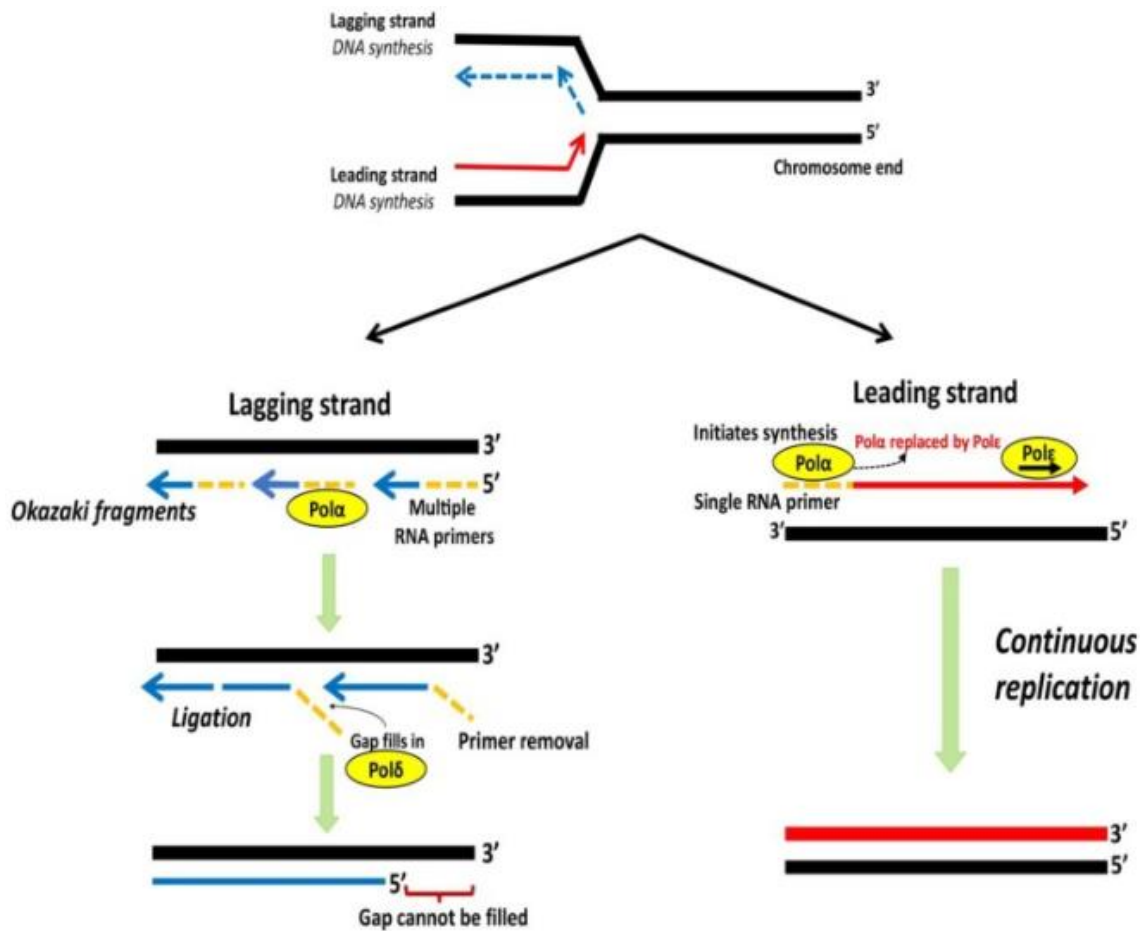 Lagging strand
DNA synthesis
3’
5’
Chromosome end
Leading strand
DNA synthesis
Lagging strand
3’
5’
Okazaki fragments
Polα
Multiple
RNA primers
3’
Ligation
Gap fills in
Polδ
Primer removal
3’
5’
Gap cannot be filled
Leading strand
Initiates synthesis
Polα replaced by Polε
Polα
Polε
Single RNA primer
3’
5’
Continuous
replication
3’
5’